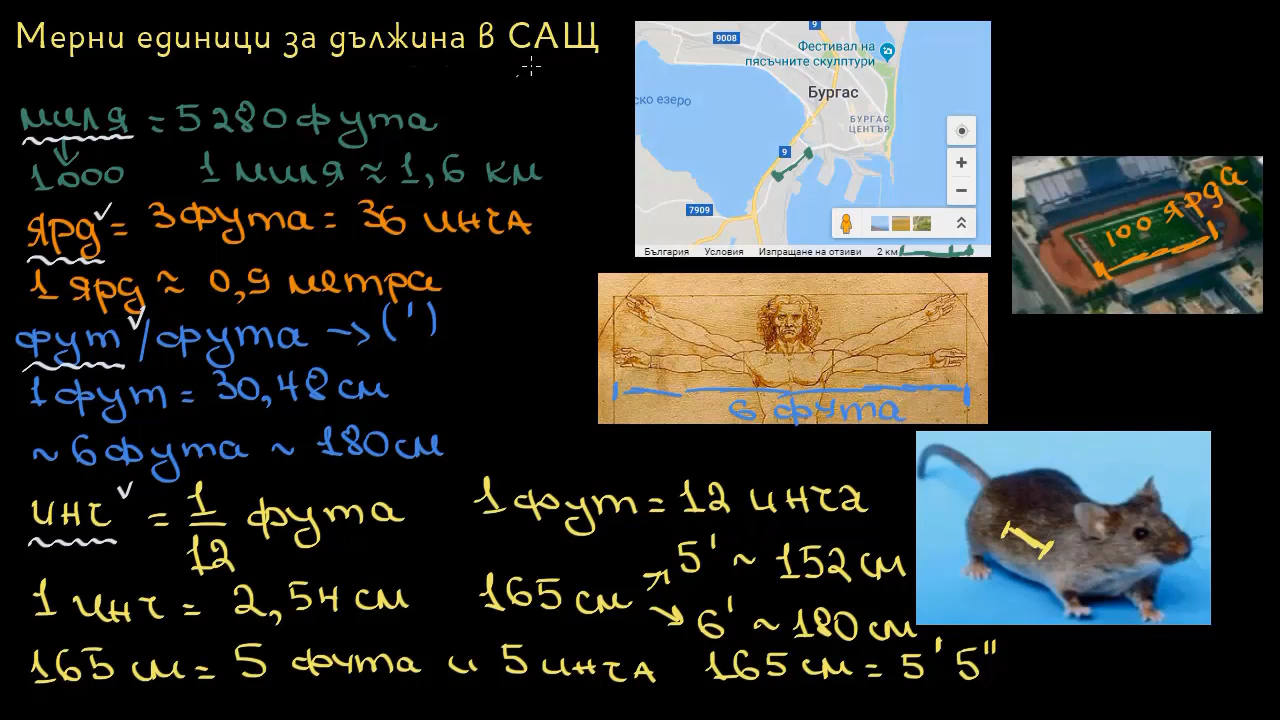 Мерни единици за дължина в САЩ
миля = 5280 фута
1000 1 миля ≈ 1,6 км
ярд = 3 фута = 36 инча
1 ярд ≈ 0,9 метра
фут / фута → (')
1 фут = 30,48 см
~ 6 фута ~ 180 см
инч = 1/12 фута
1 фут = 12 инча
1 инч = 2,54 см
165 см → 5' ~ 152 см
→ 6' ~ 180 см
165 см = 5 фута и 5 инча
165 см = 5' 5"
9
9008
Фестивал на
пясъчните скулптури
Бургас
ско езеро
БУРГАС
ЦЕНТЪР
9
7909
България Условия Изпращане на отзиви 2 км
100 ярда
6 фута